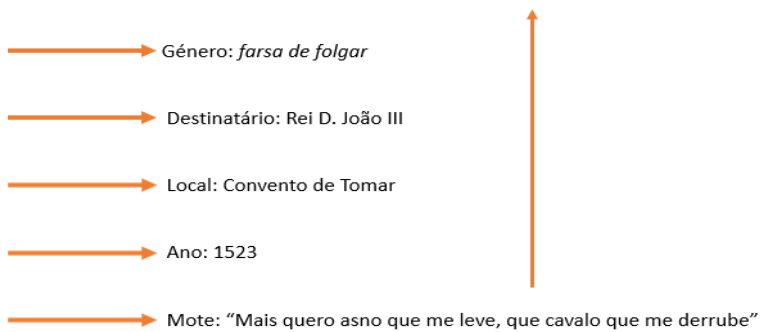 Género: farsa de folgar
Destinatário: Rei D. João III
Local: Convento de Tomar
Ano: 1523
Mote: “Mais quero asno que me leve, que cavalo que me derrube”